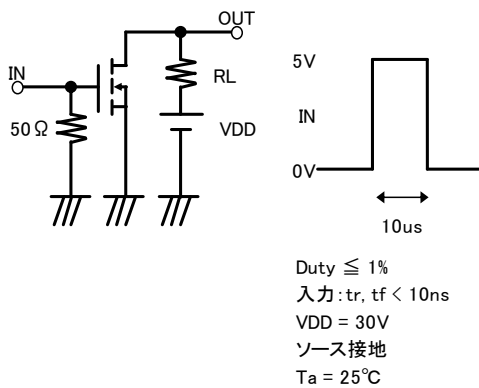 OUT
IN
RL
50Ω
VDD
5V
IN
0V
10us
Duty ≦ 1%
入力:tr, tf < 10ns
VDD = 30V
ソース接地
Ta = 25℃